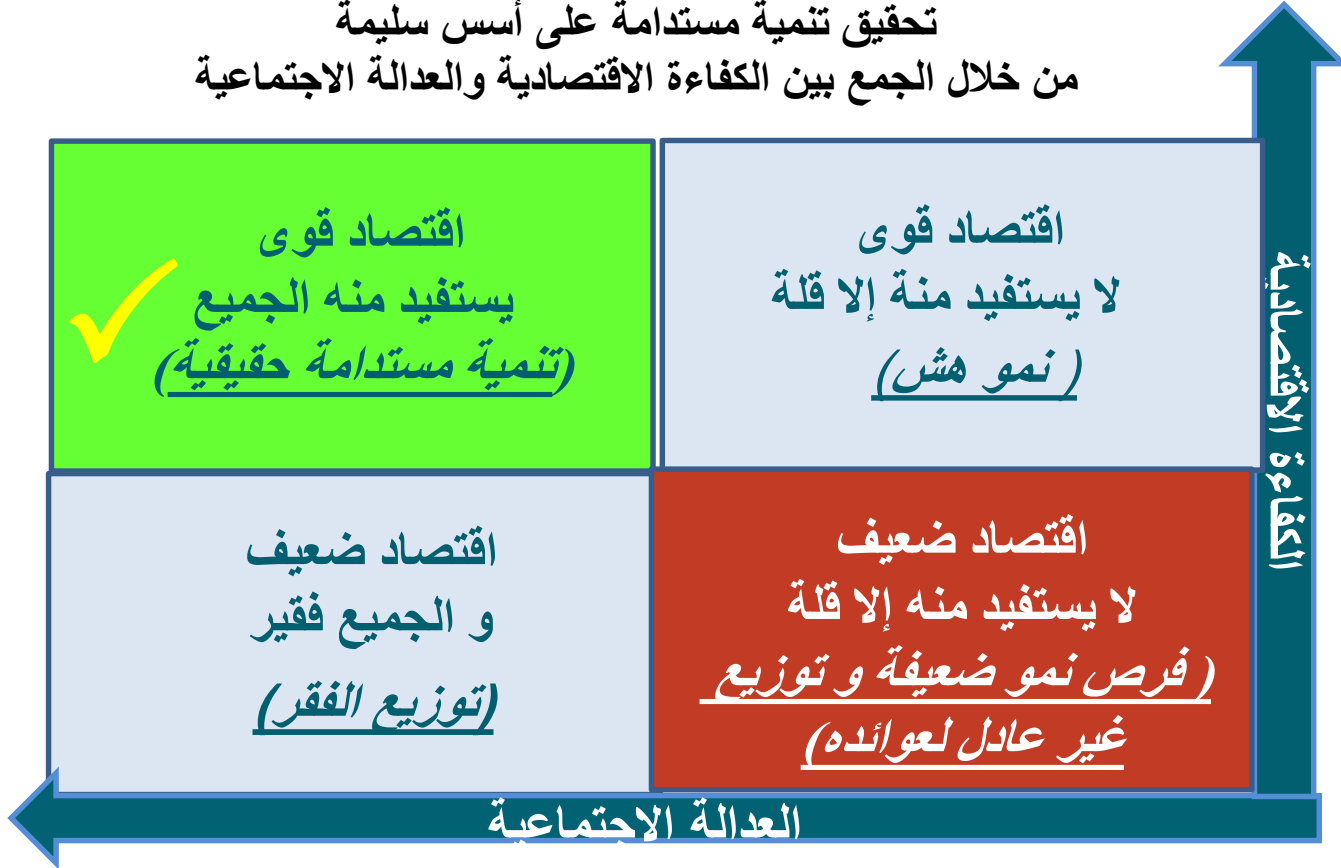 تحقيق تنمية مستدامة على أسس سليمة
من خلال الجمع بين الكفاءة الاقتصادية والعدالة الاجتماعية
اقتصاد قوى
لا يستفيد منة إلا قلة
( نمو هش)
اقتصاد قوى
يستفيد منه الجميع
(تنمية مستدامة حقيقية)
اقتصاد ضعيف
لا يستفيد منه إلا قلة
( فرص نمو ضعيفة و توزيع
غير عادل لعوائده)
اقتصاد ضعيف
و الجميع فقير
(توزيع الفقر)
الكفاءة الاقتصادية
العدالة الاجتماعية